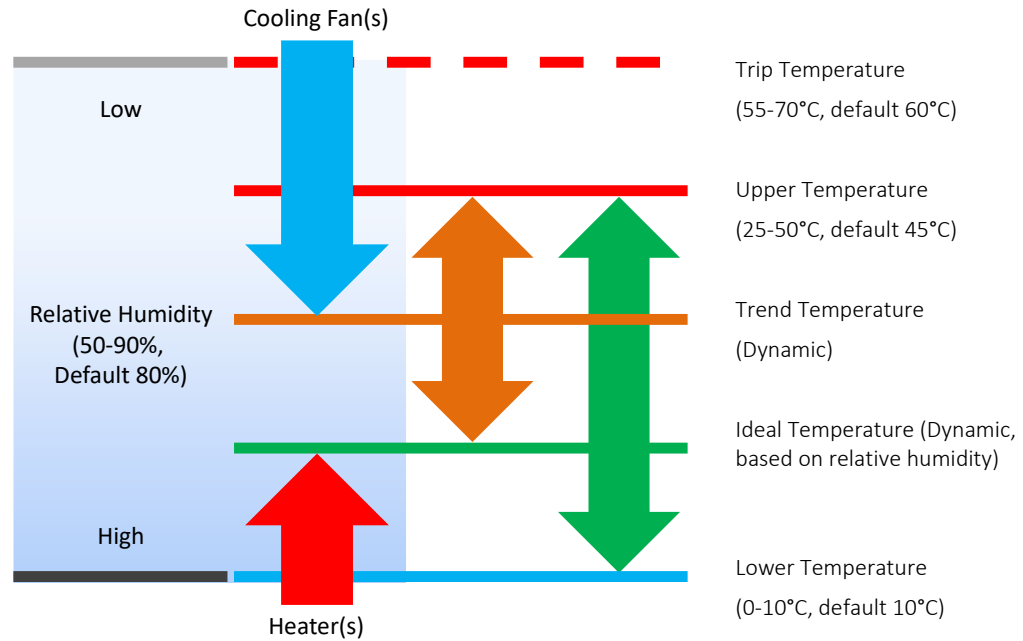 Cooling Fan(s)
Low
Relative Humidity
(50-90%,
Default 80%)
High
Heater(s)
Trip Temperature
(55-70°C, default 60°C)
Upper Temperature
(25-50°C, default 45°C)
Trend Temperature
(Dynamic)
Ideal Temperature (Dynamic,
based on relative humidity)
Lower Temperature
(0-10°C, default 10°C)